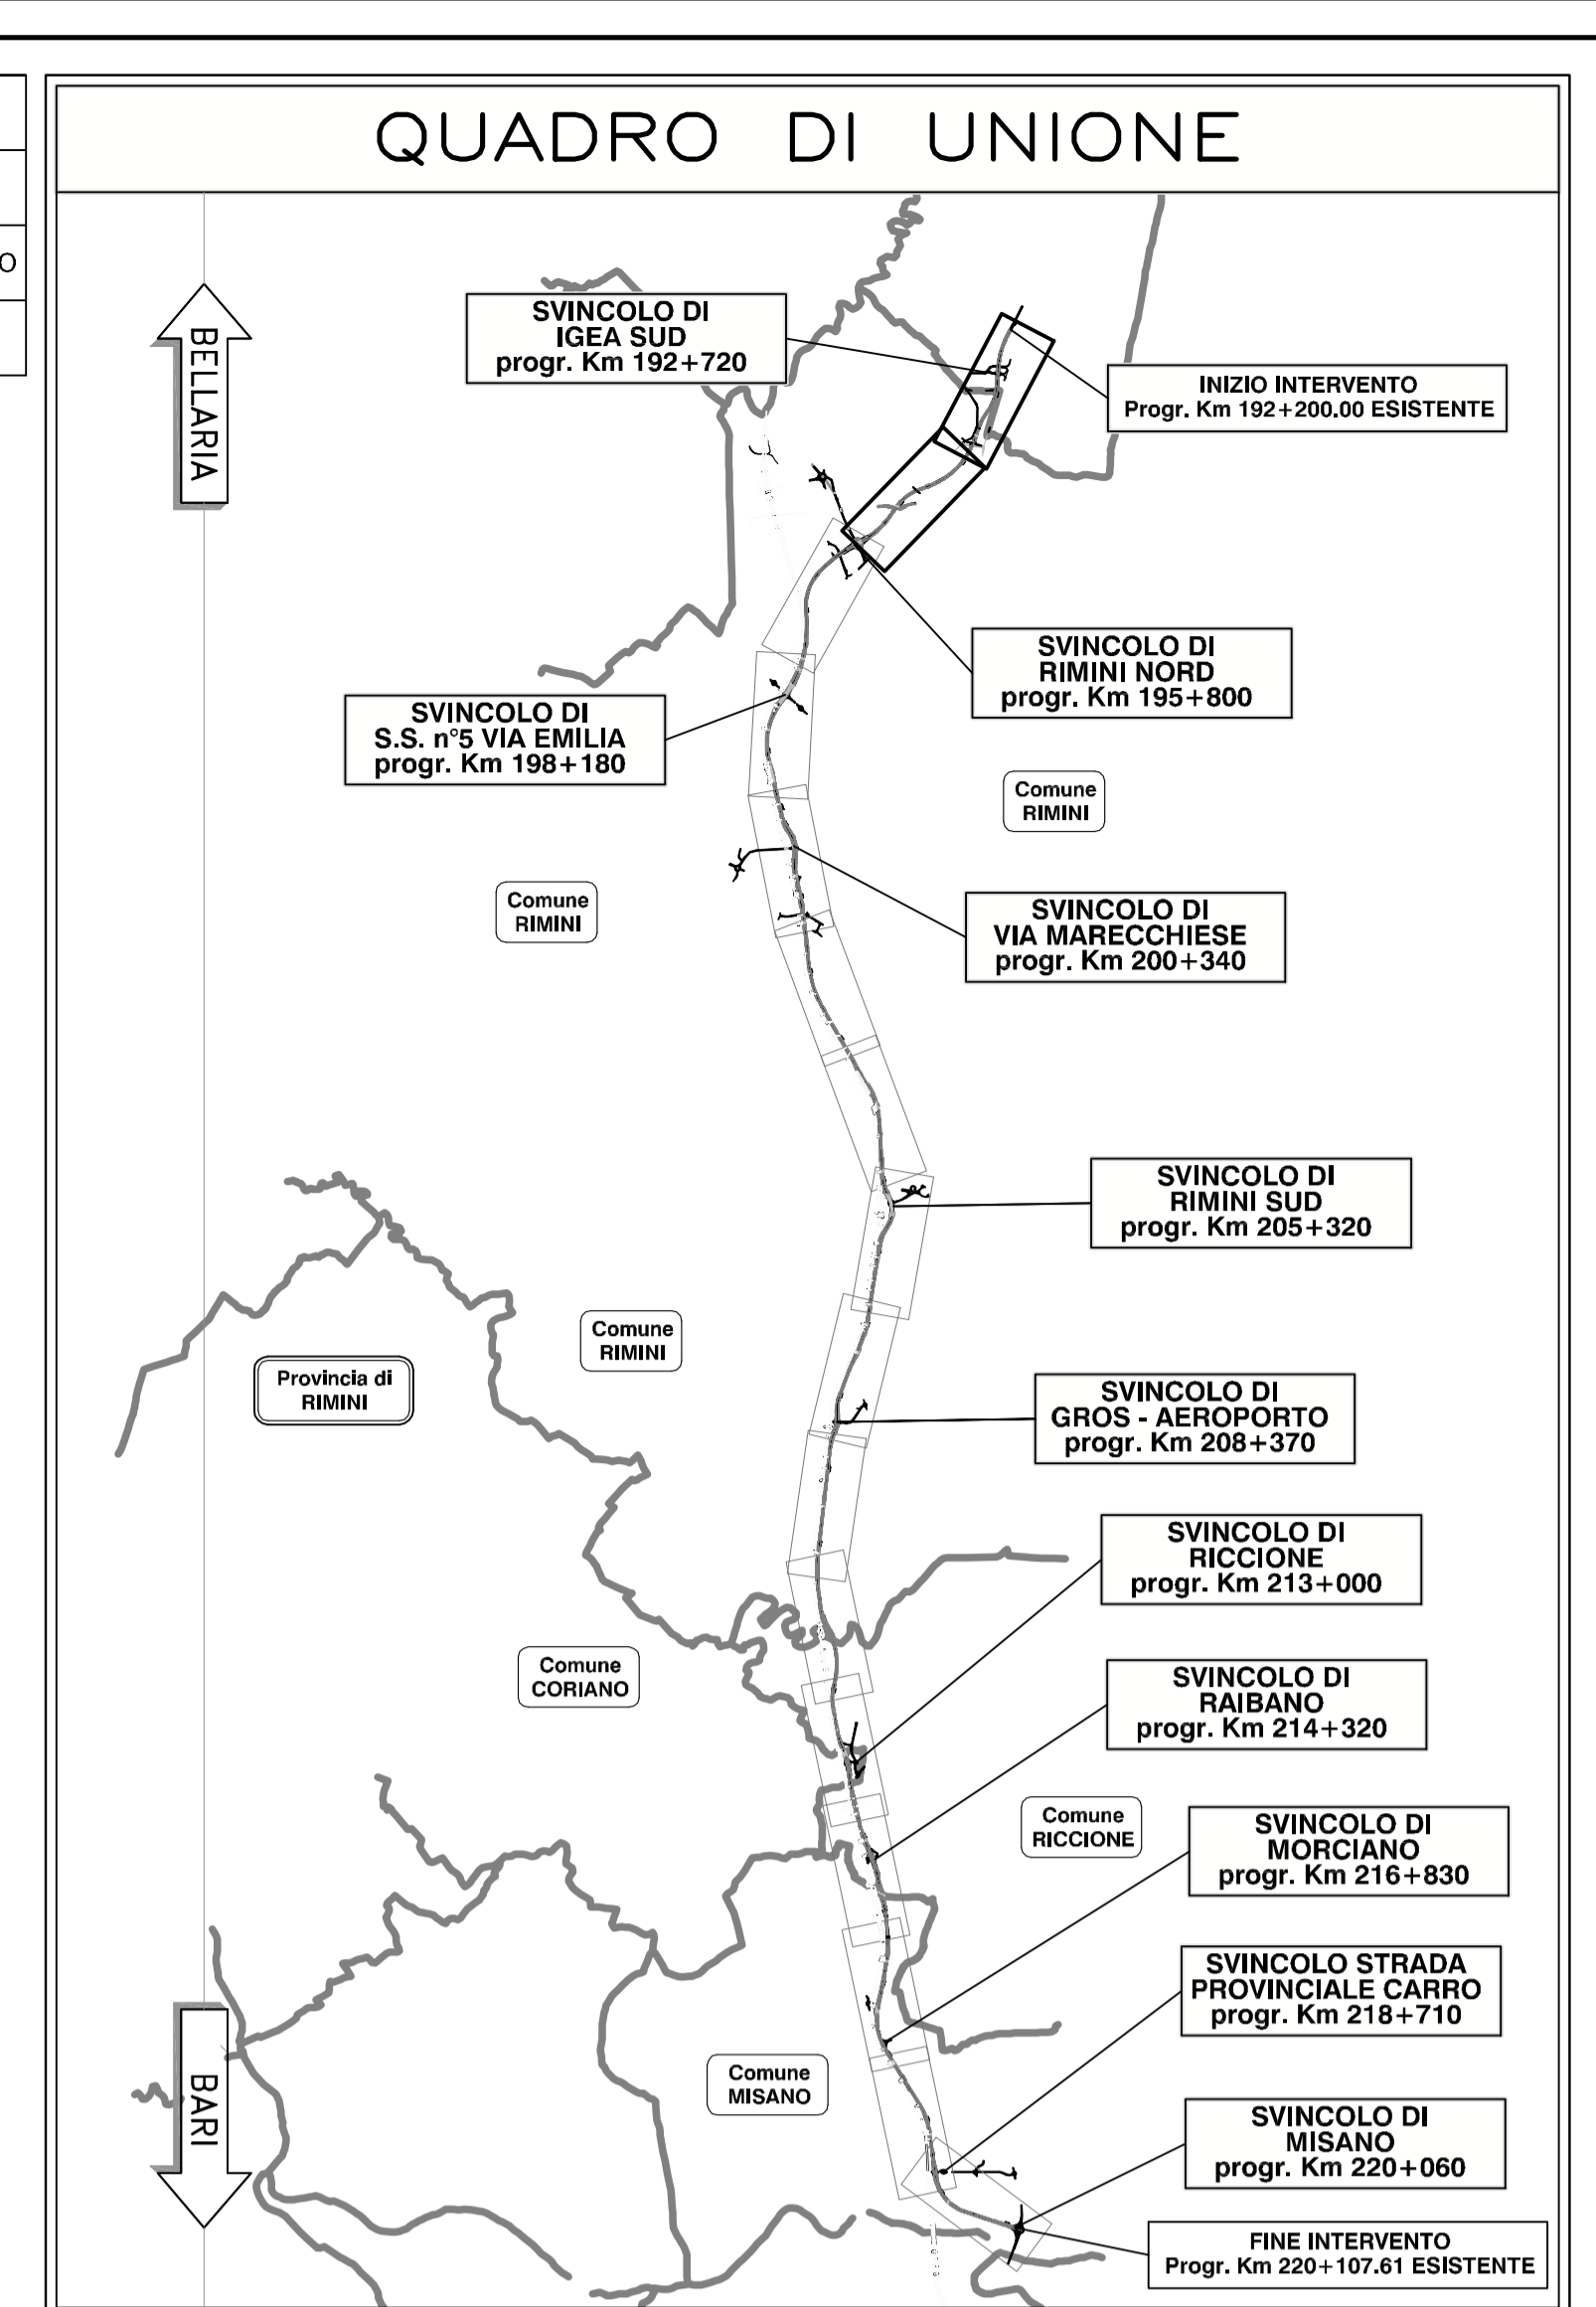 QUADRO DI UNIONE
O
BELLARIA
SVINCOLO DI
IGEA SUD
progr. Km 192+720
INIZIO INTERVENTO
Progr. Km 192+200.00 ESISTENTE
SVINCOLO DI
RIMINI NORD
progr. Km 195+800
SVINCOLO DI
S.S. n°5 VIA EMILIA
progr. Km 198+180
Comune
RIMINI
Comune
RIMINI
SVINCOLO DI
VIA MARECCHIESE
progr. Km 200+340
SVINCOLO DI
RIMINI SUD
progr. Km 205+320
Comune
RIMINI
Provincia di
RIMINI
SVINCOLO DI
GROS - AEROPORTO
progr. Km 208+370
SVINCOLO DI
RICCIONE
progr. Km 213+000
Comune
CORIANO
SVINCOLO DI
RAIBANO
progr. Km 214+320
Comune
RICCIONE
SVINCOLO DI
MORCIANO
progr. Km 216+830
SVINCOLO STRADA
PROVINCIALE CARRO
progr. Km 218+710
BARI
Comune
MISANO
SVINCOLO DI
MISANO
progr. Km 220+060
FINE INTERVENTO
Progr. Km 220+107.61 ESISTENTE